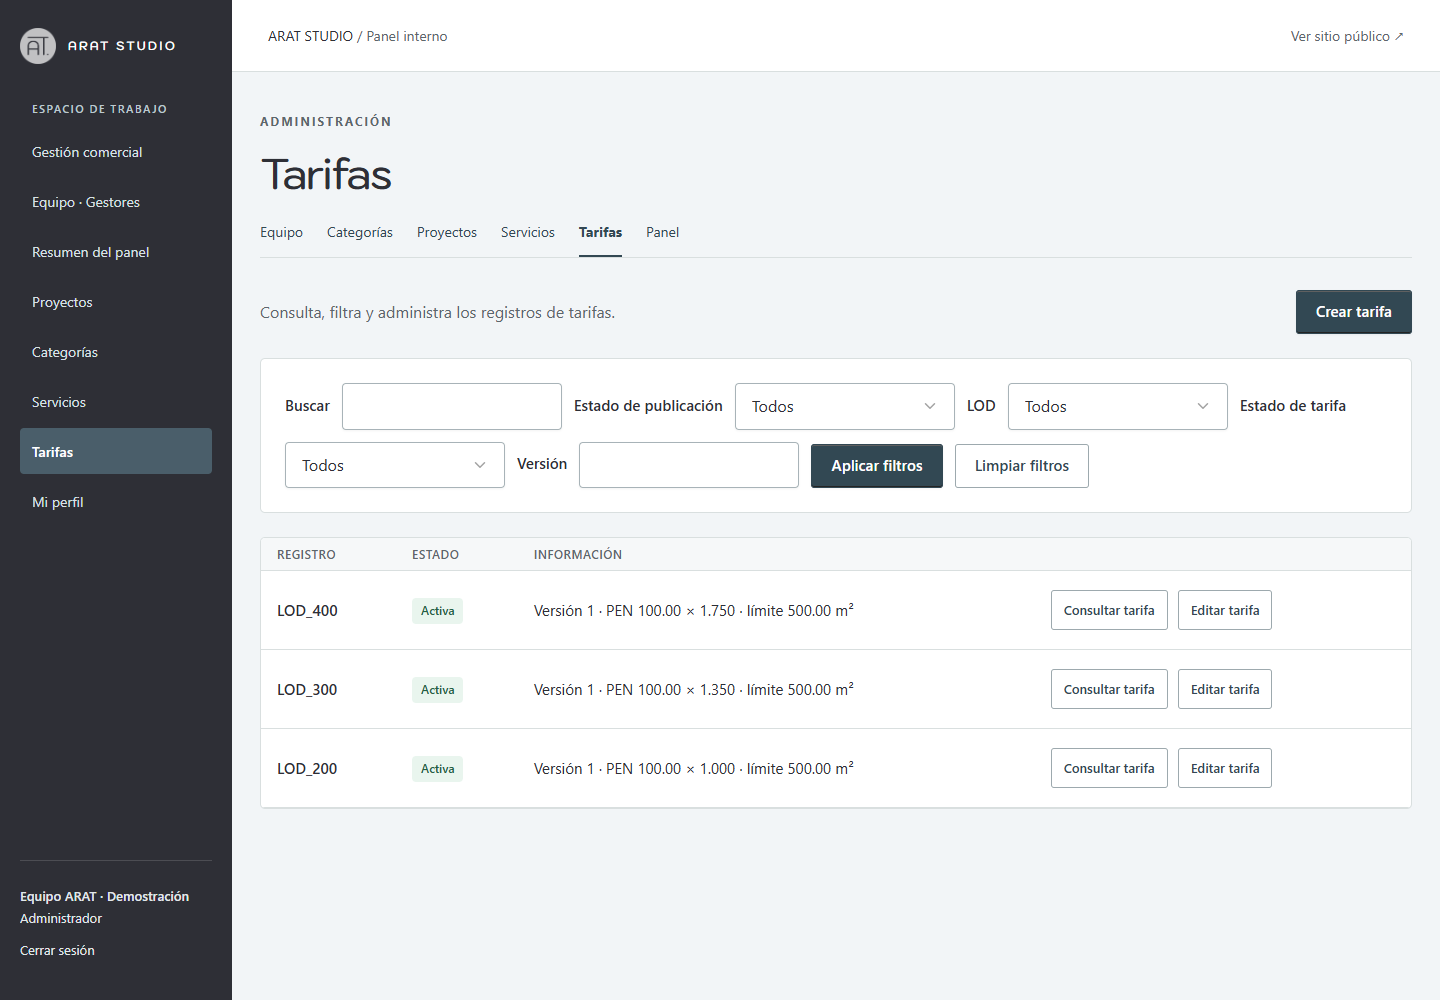 AT.
ARAT STUDIO
ESPACIO DE TRABAJO
Gestión comercial
Equipo · Gestores
Resumen del panel
Proyectos
Categorías
Servicios
Tarifas
Mi perfil
Equipo ARAT · Demostración
Administrador
Cerrar sesión
ARAT STUDIO / Panel interno
Ver sitio público ↗
ADMINISTRACIÓN
Tarifas
Equipo Categorías Proyectos Servicios Tarifas Panel
Consulta, filtra y administra los registros de tarifas.
Crear tarifa
Buscar Estado de publicación Todos LOD Todos Estado de tarifa
Todos Versión Aplicar filtros Limpiar filtros
REGISTRO ESTADO INFORMACIÓN
LOD_400 Activa Versión 1 · PEN 100.00 × 1.750 · límite 500.00 m² Consultar tarifa Editar tarifa
LOD_300 Activa Versión 1 · PEN 100.00 × 1.350 · límite 500.00 m² Consultar tarifa Editar tarifa
LOD_200 Activa Versión 1 · PEN 100.00 × 1.000 · límite 500.00 m² Consultar tarifa Editar tarifa